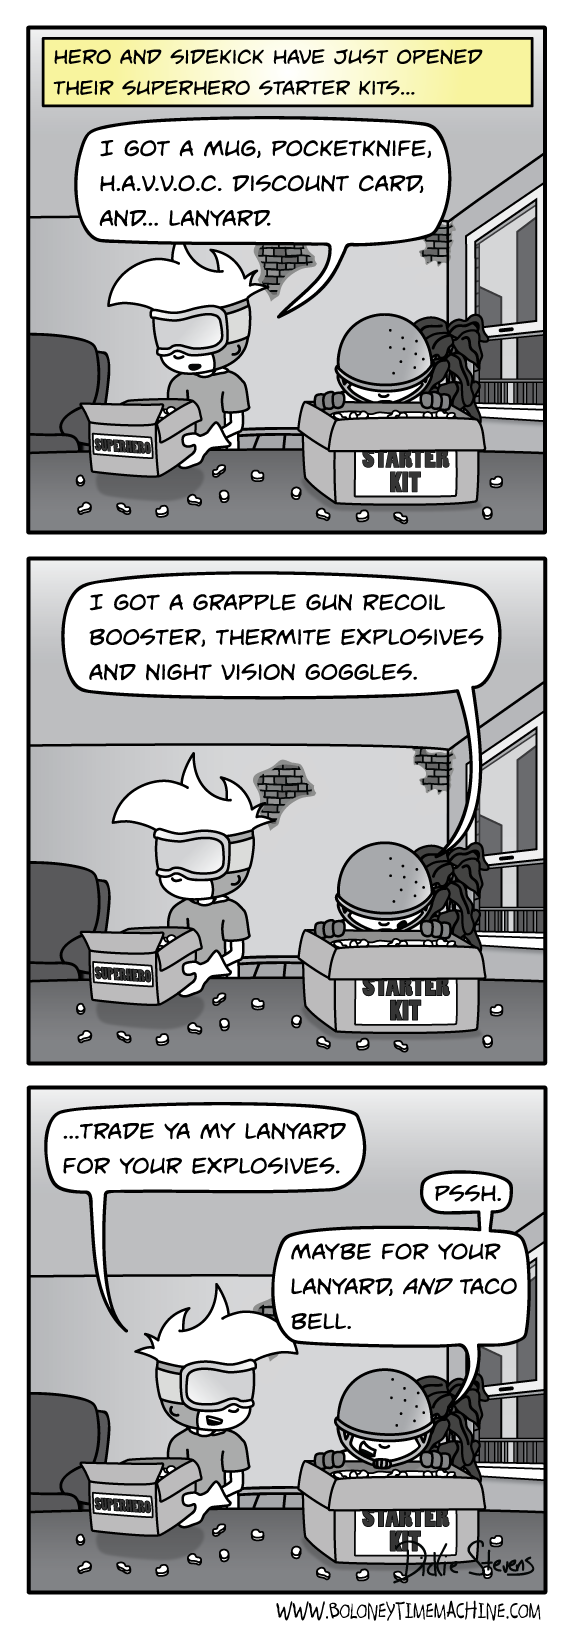 HERO AND SIDEKICK HAVE JUST OPENED
THEIR SUPERHERO STARTER KITS...
I GOT A MUG, POCKETKNIFE,
H.A.V.V.O.C. DISCOUNT CARD,
AND... LANYARD.
SUPERHERO
STARTER
KIT
I GOT A GRAPPLE GUN RECOIL
BOOSTER, THERMITE EXPLOSIVES
AND NIGHT VISION GOGGLES.
SUPERHERO
STARTER
KIT
...TRADE YA MY LANYARD
FOR YOUR EXPLOSIVES.
PSSH.
MAYBE FOR YOUR
LANYARD, AND TACO
BELL.
SUPERHERO
STARTER
KIT
Dickie Stevens
WWW.BOLONEYTIMEMACHINE.COM